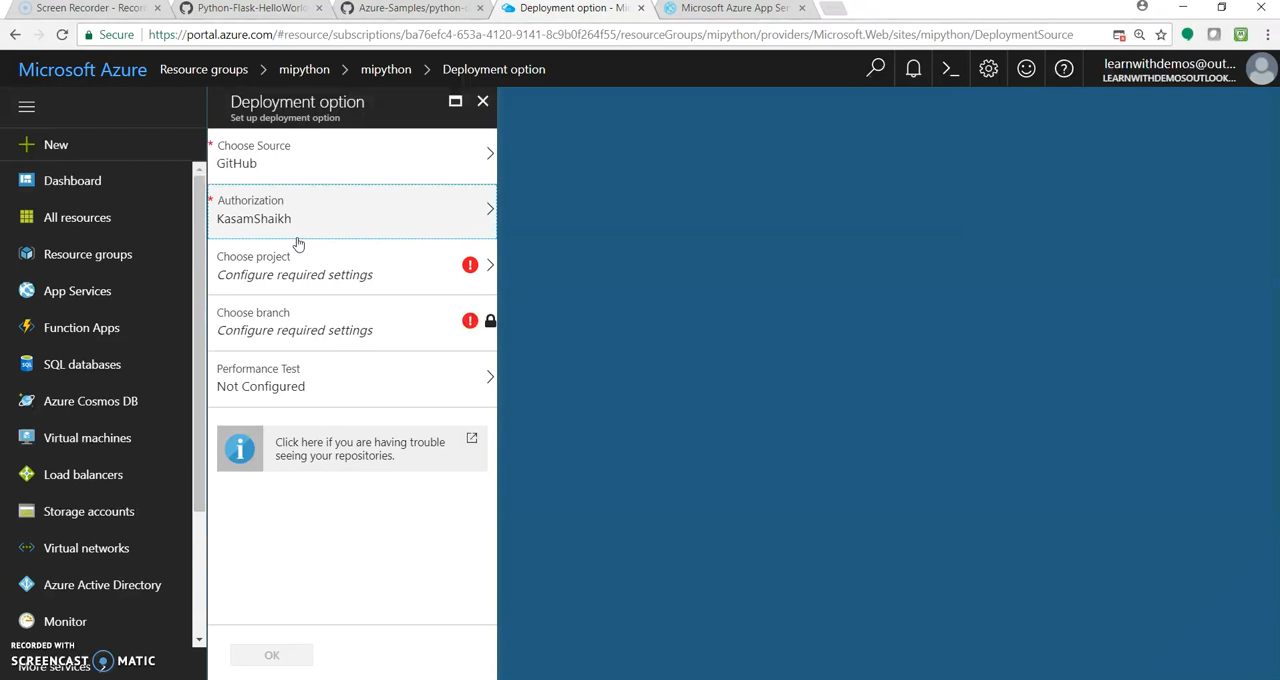 Screen Recorder - Recor
Python-Flask-HelloWorl
Azure-Samples/python-
Deployment option - Mi
Microsoft Azure App Ser
Secure
https://portal.azure.com/#resource/subscriptions/ba76efc4-653a-4120-9141-8c9b0f264f55/resourceGroups/mipython/providers/Microsoft.Web/sites/mipython/DeploymentSource
Microsoft Azure
Resource groups > mipython > mipython > Deployment option
learnwithdemos@out...
LEARNWITHDEMOSOUTLOOK...
Deployment option
Set up deployment option
New
Dashboard
All resources
Resource groups
App Services
Function Apps
SQL databases
Azure Cosmos DB
Virtual machines
Load balancers
Storage accounts
Virtual networks
Azure Active Directory
Monitor
More services
* Choose Source
GitHub
* Authorization
KasamShaikh
Choose project
Configure required settings
Choose branch
Configure required settings
Performance Test
Not Configured
Click here if you are having trouble
seeing your repositories.
OK
RECORDED WITH
SCREENCAST MATIC